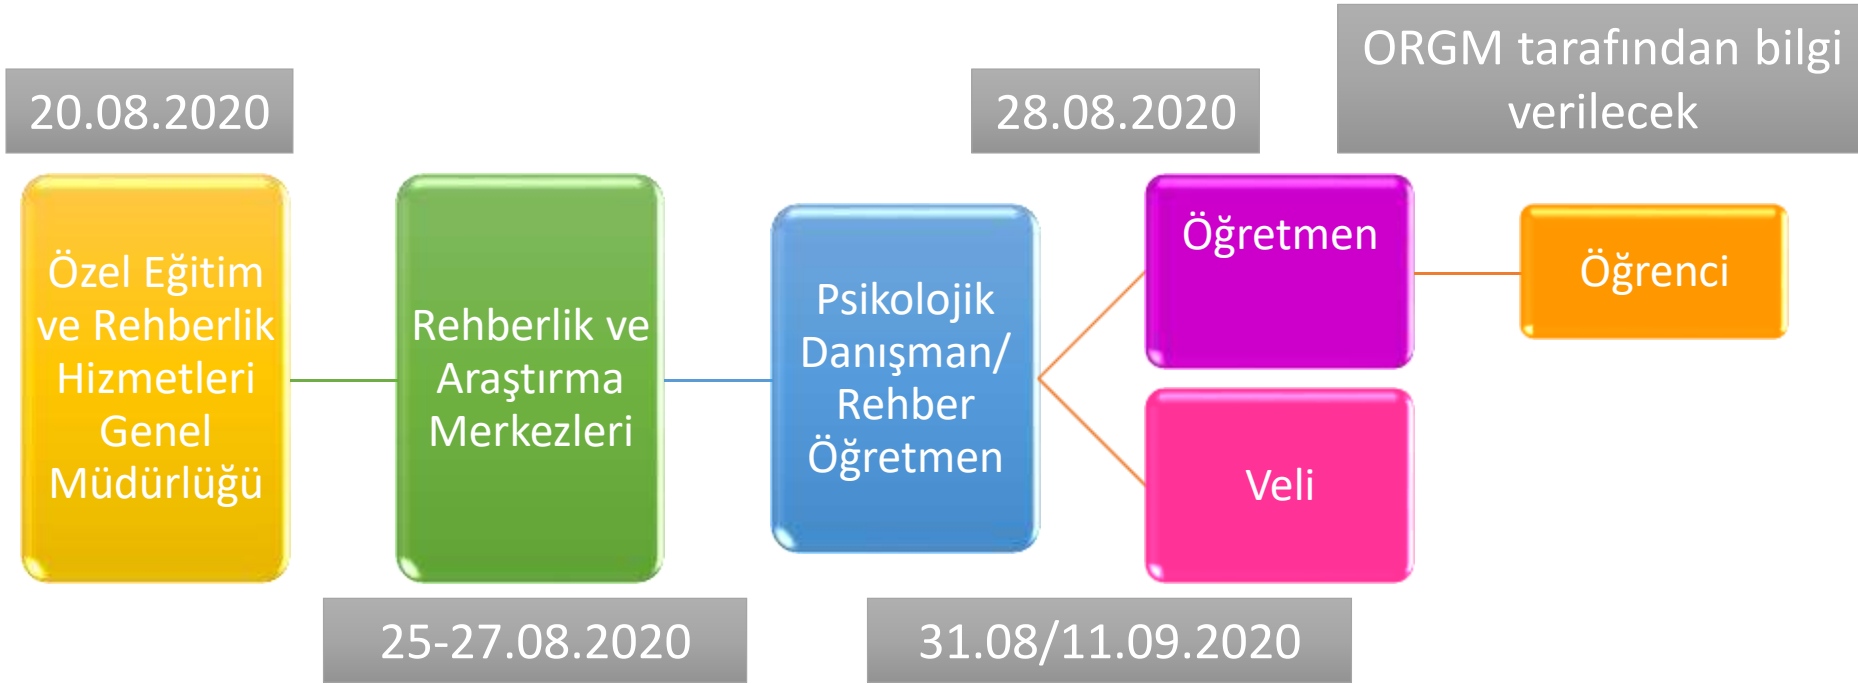 20.08.2020
28.08.2020
ORGM tarafından bilgi
verilecek
Özel Eğitim
ve Rehberlik
Hizmetleri
Genel
Müdürlüğü
Rehberlik ve
Araştırma
Merkezleri
Psikolojik
Danışman/
Rehber
Öğretmen
Öğretmen
Veli
Öğrenci
25-27.08.2020
31.08/11.09.2020